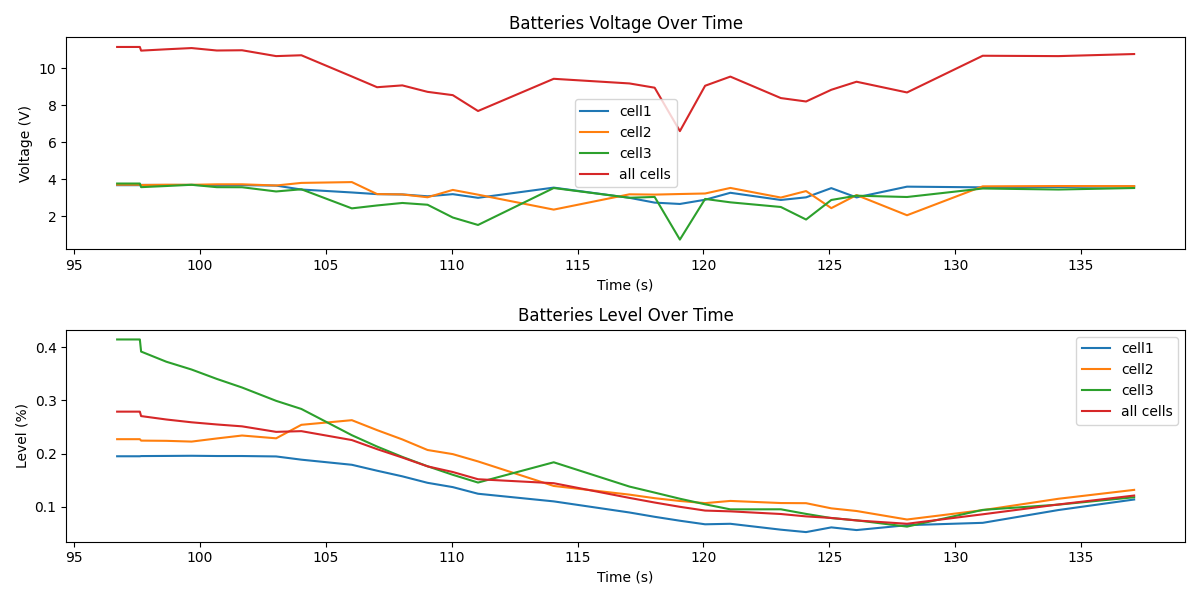 Batteries Voltage Over Time
Voltage (V)
10
8
6
4
2
cell1
cell2
cell3
all cells
95 100 105 110 115 120 125 130 135
Time (s)
Batteries Level Over Time
Level (%)
0.4
0.3
0.2
0.1
cell1
cell2
cell3
all cells
95 100 105 110 115 120 125 130 135
Time (s)